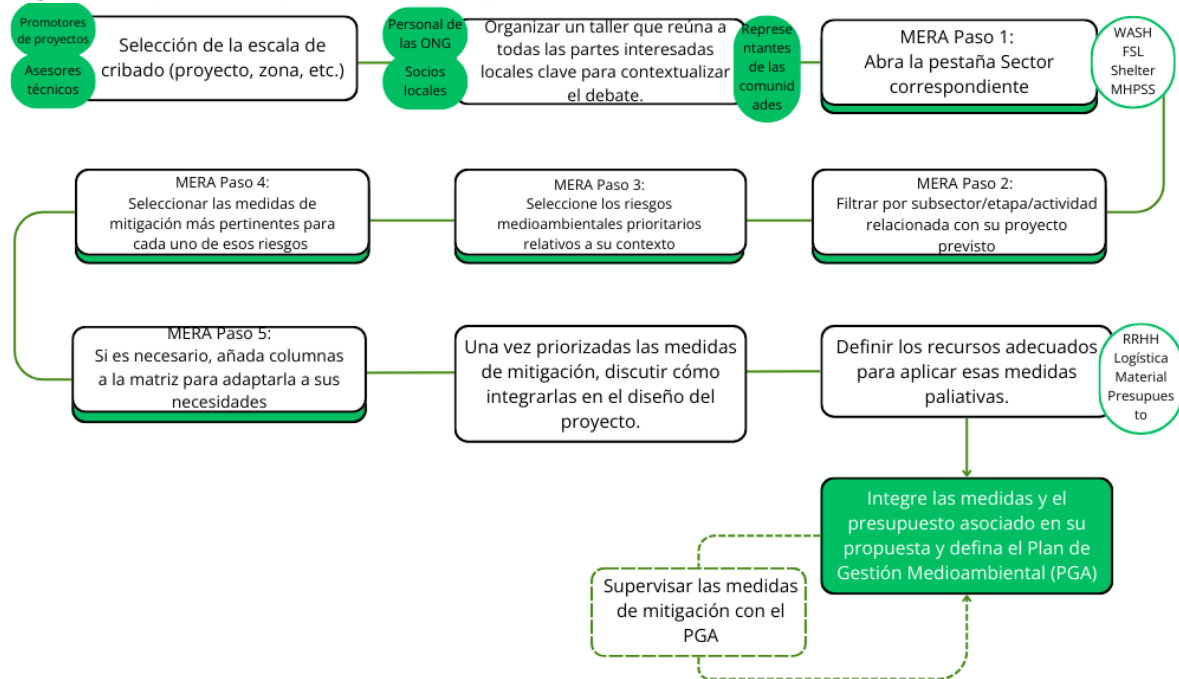 Promotores
de proyectos
Asesores
técnicos
Selección de la escala de
cribado (proyecto, zona, etc.)
Personal de
las ONG
Socios
locales
Organizar un taller que reúna a
todas las partes interesadas
locales clave para contextualizar
el debate.
Represe
ntantes
de las
comunid
ades
MERA Paso 1:
Abra la pestaña Sector
correspondiente
WASH
FSL
Shelter
MHPSS
MERA Paso 2:
Filtrar por subsector/etapa/actividad
relacionada con su proyecto
previsto
MERA Paso 3:
Seleccione los riesgos
medioambientales prioritarios
relativos a su contexto
MERA Paso 4:
Seleccionar las medidas de
mitigación más pertinentes para
cada uno de esos riesgos
MERA Paso 5:
Si es necesario, añada columnas
a la matriz para adaptarla a sus
necesidades
Una vez priorizadas las medidas
de mitigación, discutir cómo
integrarlas en el diseño del
proyecto.
Definir los recursos adecuados
para aplicar esas medidas
paliativas.
RRHH
Logística
Material
Presupues
to
Integre las medidas y el
presupuesto asociado en su
propuesta y defina el Plan de
Gestión Medioambiental (PGA)
Supervisar las medidas
de mitigación con el
PGA